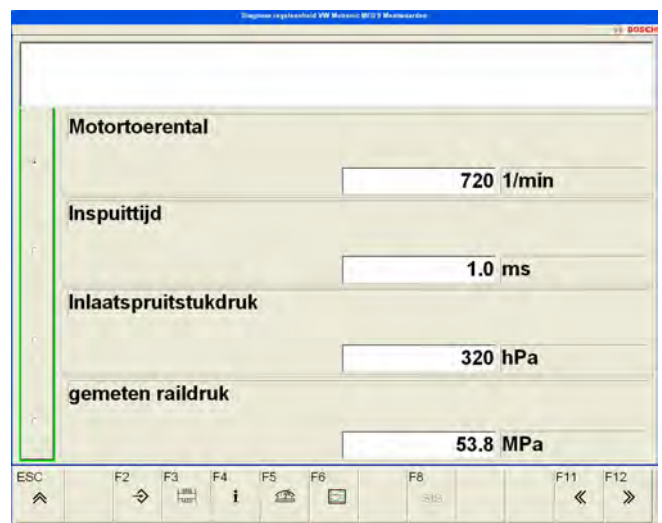 Diagnose regeleenheid VW Motronic MED 9 Meetwaarden
BOSCH
Motortoerental
720 1/min
Inspuittijd
1.0 ms
Inlaatspruitstukdruk
320 hPa
gemeten raildruk
53.8 MPa
ESC F2 F3 F4 F5 F6 F8 F11 F12